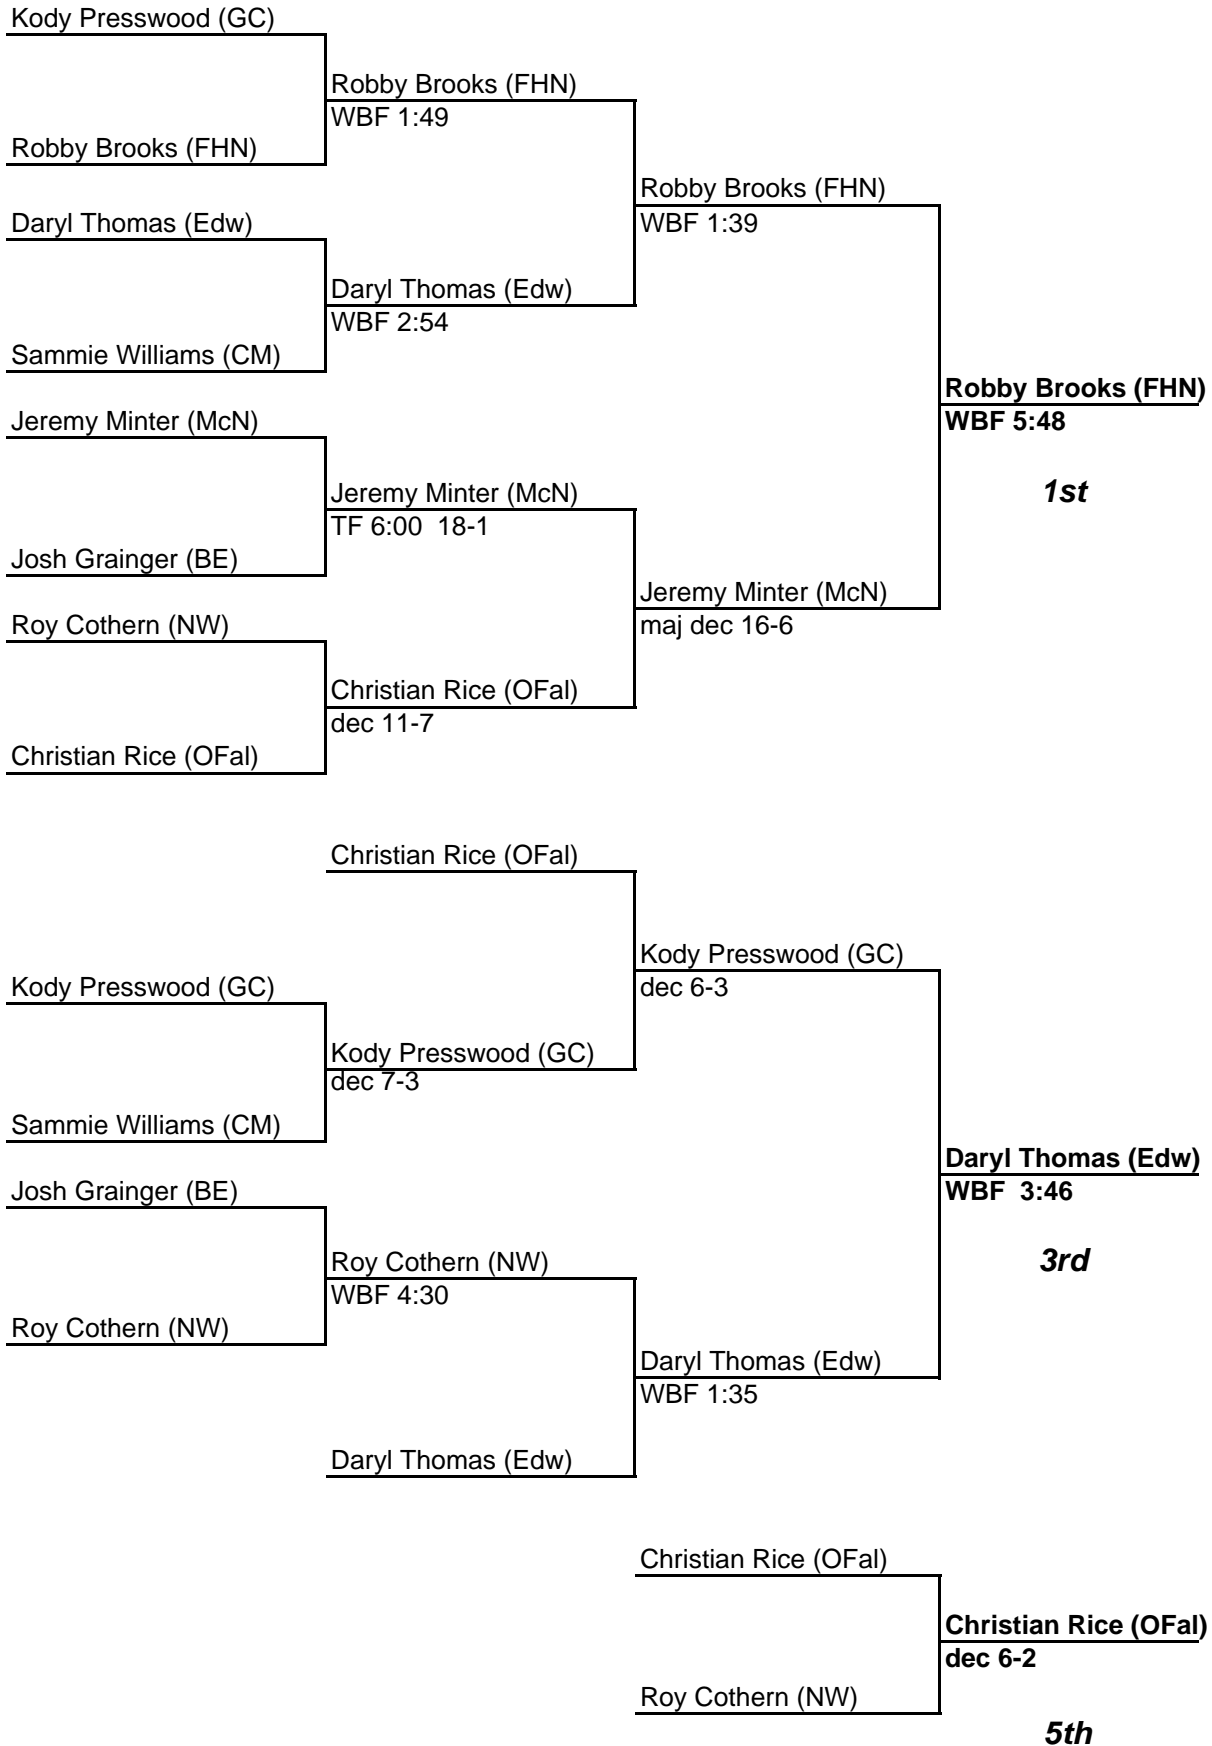 Kody Presswood (GC)
Robby Brooks (FHN)
WBF 1:49
Robby Brooks (FHN)
Robby Brooks (FHN)
WBF 1:39
Daryl Thomas (Edw)
Daryl Thomas (Edw)
WBF 2:54
Sammie Williams (CM)
Robby Brooks (FHN)
WBF 5:48
Jeremy Minter (McN)
1st
Jeremy Minter (McN)
TF 6:00  18-1
Josh Grainger (BE)
Jeremy Minter (McN)
maj dec 16-6
Roy Cothern (NW)
Christian Rice (OFal)
dec 11-7
Christian Rice (OFal)
Christian Rice (OFal)
Kody Presswood (GC)
dec 6-3
Kody Presswood (GC)
Kody Presswood (GC)
dec 7-3
Sammie Williams (CM)
Daryl Thomas (Edw)
WBF  3:46
Josh Grainger (BE)
3rd
Roy Cothern (NW)
WBF 4:30
Roy Cothern (NW)
Daryl Thomas (Edw)
WBF 1:35
Daryl Thomas (Edw)
Christian Rice (OFal)
Christian Rice (OFal)
dec 6-2
Roy Cothern (NW)
5th